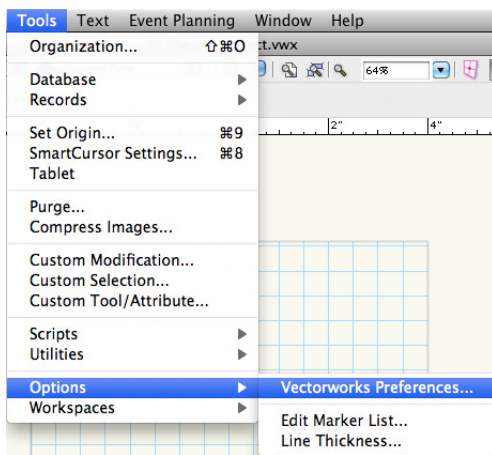 Tools Text Event Planning Window Help
Organization... ⇧⌘O
ct.vwx
64%
Database
Records
Set Origin... ⌘9
2" 4"
SmartCursor Settings... ⌘8
Tablet
Purge...
Compress Images...
Custom Modification...
Custom Selection...
Custom Tool/Attribute...
Scripts
Utilities
Options
Vectorworks Preferences...
Workspaces
Edit Marker List...
Line Thickness...